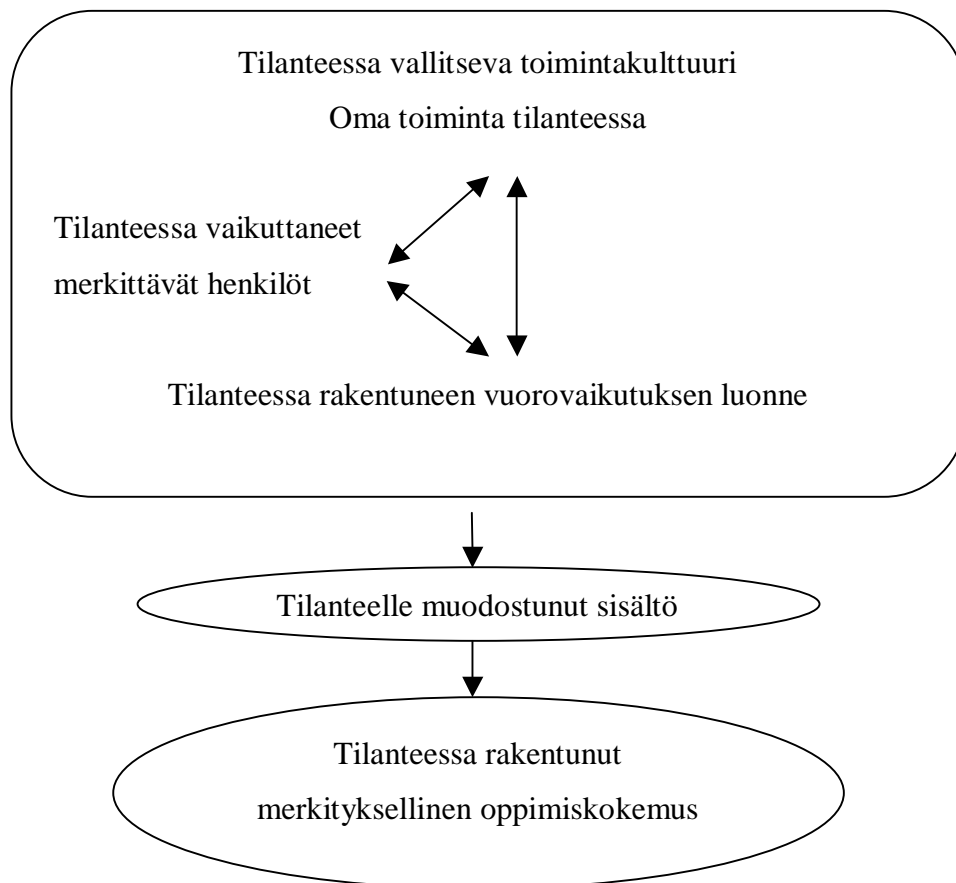 Tilanteessa vallitseva toimintakulttuuri
Oma toiminta tilanteessa
Tilanteessa vaikuttaneet
merkittävät henkilöt
Tilanteessa rakentuneen vuorovaikutuksen luonne
Tilanteelle muodostunut sisältö
Tilanteessa rakentunut
merkityksellinen oppimiskokemus